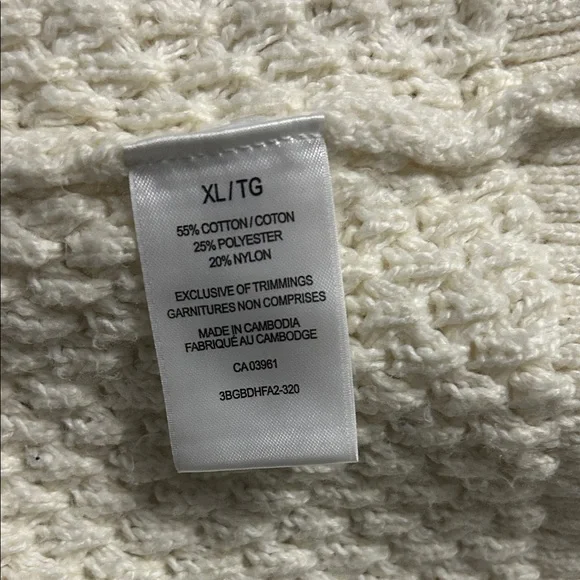 XL/TG
55% COTTON/COTON
25% POLYESTER
20% NYLON
EXCLUSIVE OF TRIMMINGS
GARNITURES NON COMPRISES
MADE IN CAMBODIA
FABRIQUÉ AU CAMBODGE
CA 03961
3BGBDHFA2-320